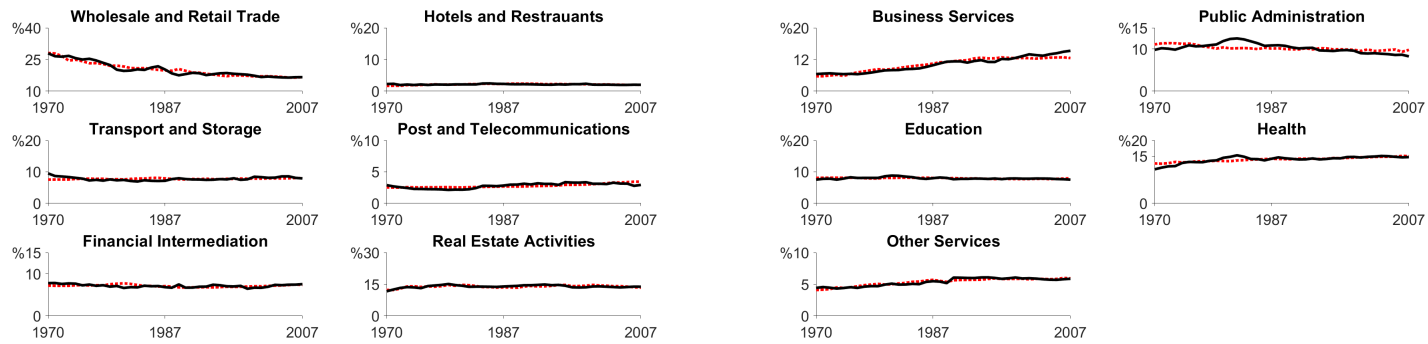 Wholesale and Retail Trade
%40
25
10
1970 1987 2007
Hotels and Restrauants
%20
10
0
1970 1987 2007
Business Services
%20
12
0
1970 1987 2007
Public Administration
%15
10
0
1970 1987 2007
Transport and Storage
%20
10
0
1970 1987 2007
Post and Telecommunications
%10
5
0
1970 1987 2007
Education
%20
10
0
1970 1987 2007
Health
%20
15
0
1970 1987 2007
Financial Intermediation
%15
10
0
1970 1987 2007
Real Estate Activities
%30
15
0
1970 1987 2007
Other Services
%10
5
0
1970 1987 2007